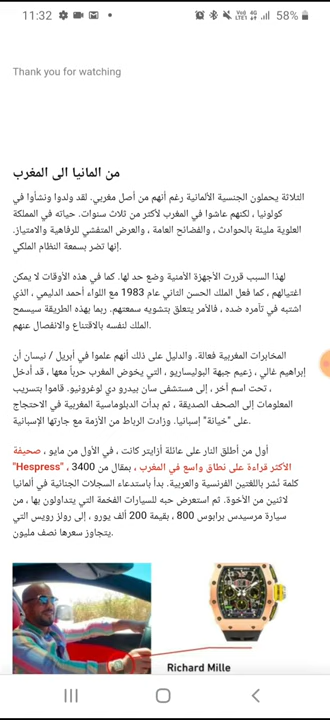 11:32
VoD LTE1 4G 58%
Thank you for watching
من المانيا الى المغرب
الثلاثة يحملون الجنسية الألمانية رغم أنهم من أصل مغربي. لقد ولدوا ونشأوا في
كولونيا ، لكنهم عاشوا في المغرب لأكثر من ثلاث سنوات. حياته في المملكة
العلوية مليئة بالحوادث ، والفضائح العامة ، والعرض المتفشي للرفاهية والامتياز.
إنها تضر بسمعة النظام الملكي.
لهذا السبب قررت الأجهزة الأمنية وضع حد لها. كما في هذه الأوقات لا يمكن
اغتيالهم ، كما فعل الملك الحسن الثاني عام 1983 مع اللواء أحمد الدليمي ، الذي
اشتبه في تآمره ضده ، فالأمر يتعلق بتشويه سمعتهم. ربما بهذه الطريقة سيسمح
الملك لنفسه بالاقتناع والانفصال عنهم.
المخابرات المغربية فعالة. والدليل على ذلك أنهم علموا في أبريل / نيسان أن
إبراهيم غالي ، زعيم جبهة البوليساريو ، التي يخوض المغرب حرباً معها ، قد أدخل
، تحت اسم آخر ، إلى مستشفى سان بيدرو دي لوغرونيو. قاموا بتسريب
المعلومات إلى الصحف الصديقة ، ثم بدأت الدبلوماسية المغربية في الاحتجاج
على "خيانة" إسبانيا. وزادت الرباط من الأزمة مع جارتها الإسبانية.
أول من أطلق النار على عائلة أزايتر كانت ، في الأول من مايو ، صحيفة
"Hespress" ، الأكثر قراءة على نطاق واسع في المغرب ، بمقال من 3400
كلمة نُشر باللغتين الفرنسية والعربية. بدأ باستدعاء السجلات الجنائية في ألمانيا
لاثنين من الأخوة. ثم استعرض حبه للسيارات الفخمة التي يتداولون بها ، من
سيارة مرسيدس برابوس 800 ، بقيمة 200 ألف يورو ، إلى رولز رويس التي
يتجاوز سعرها نصف مليون.
Richard Mille